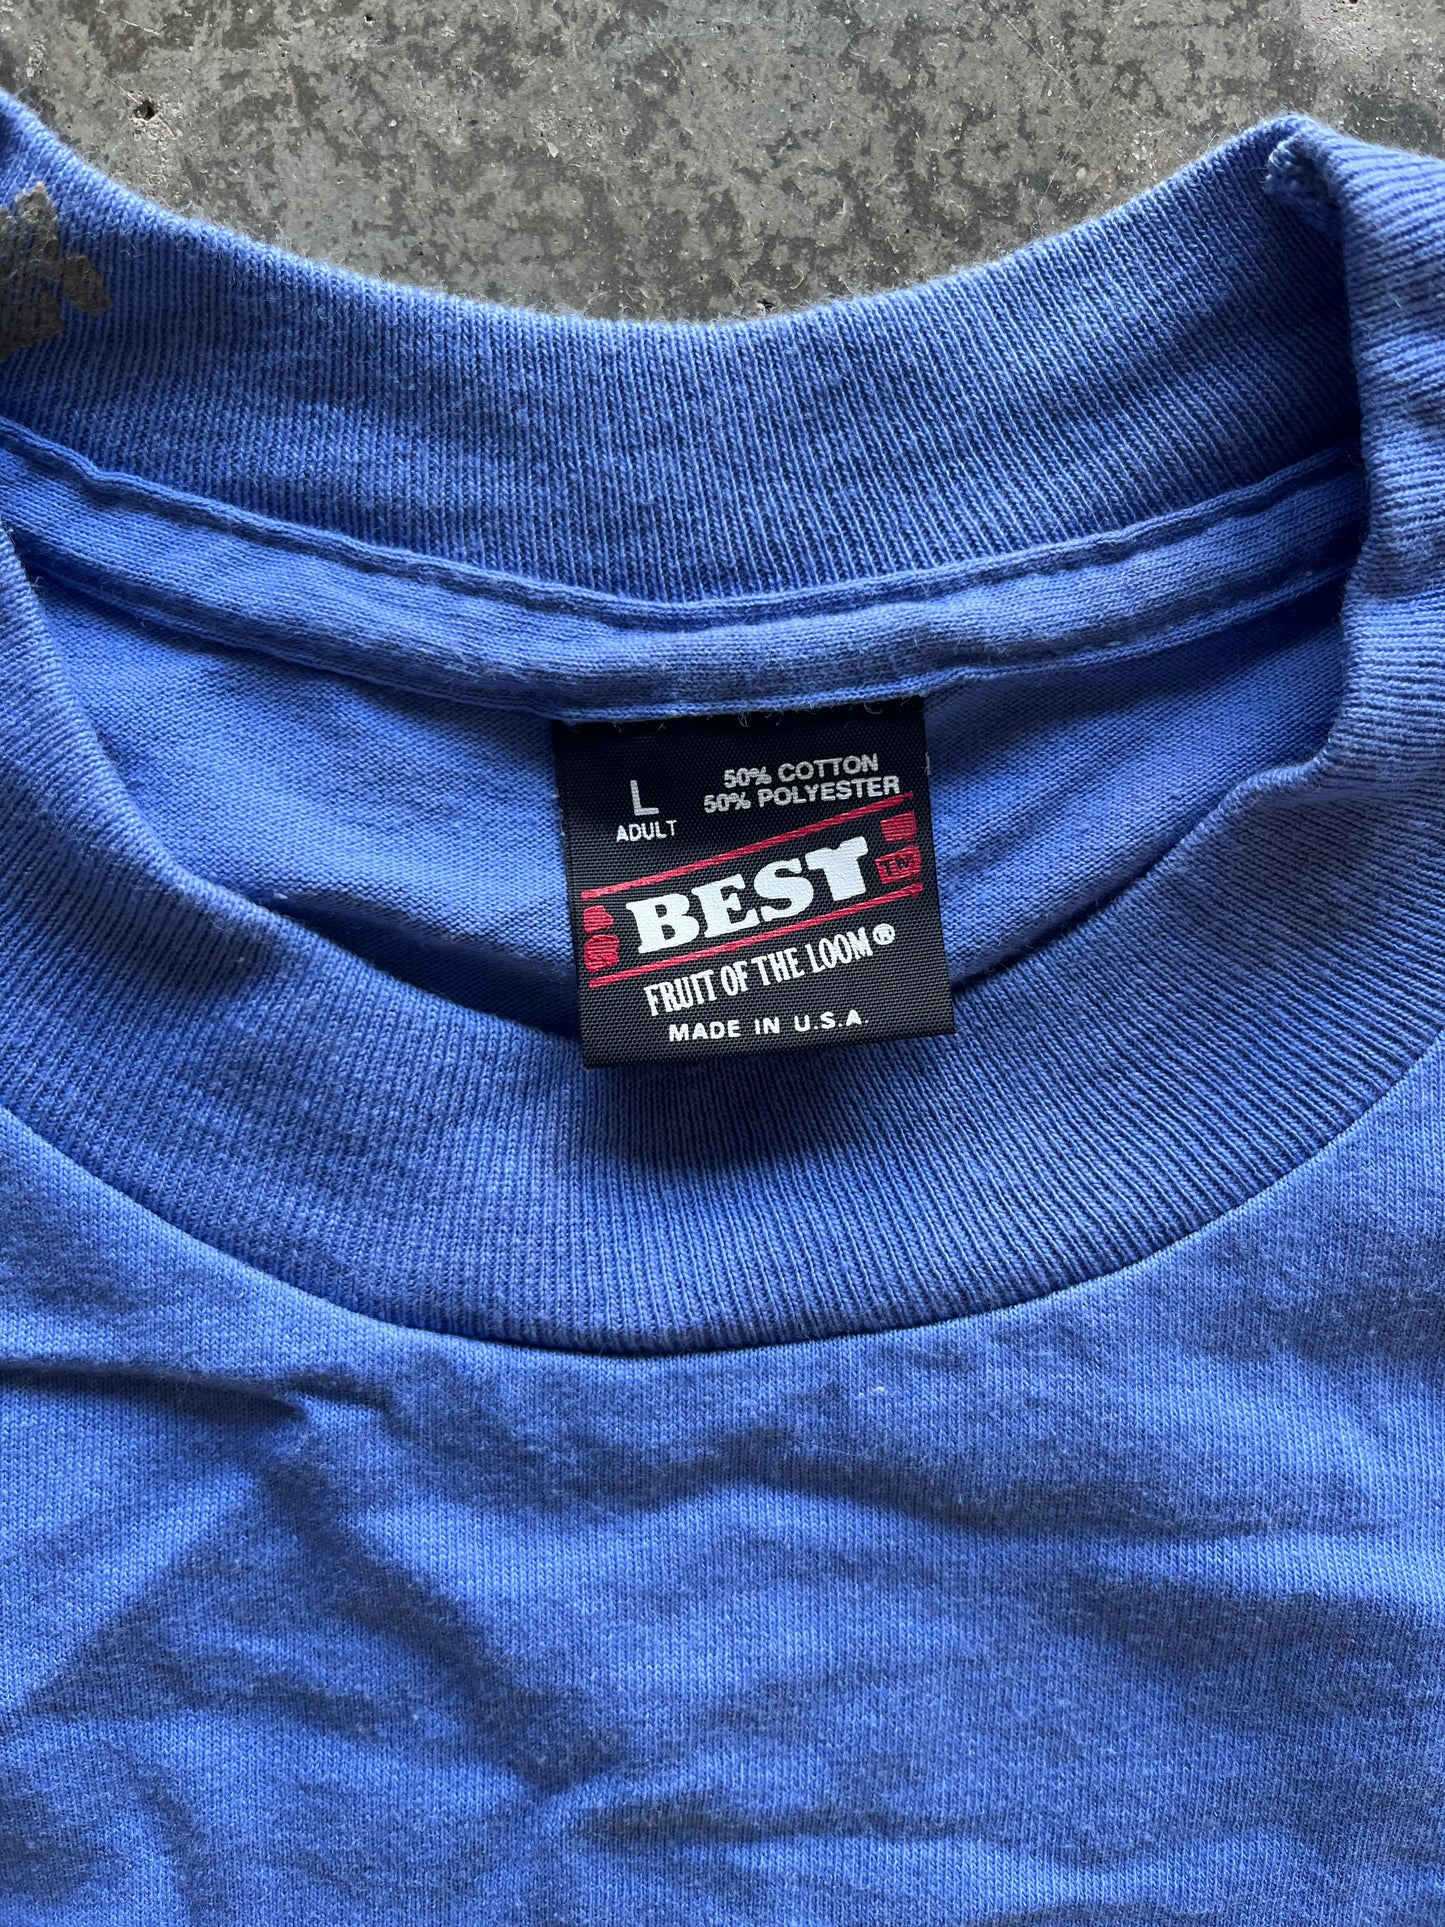 L
ADULT
50% COTTON
50% POLYESTER
BEST TM
FRUIT OF THE LOOM®
MADE IN U.S.A.